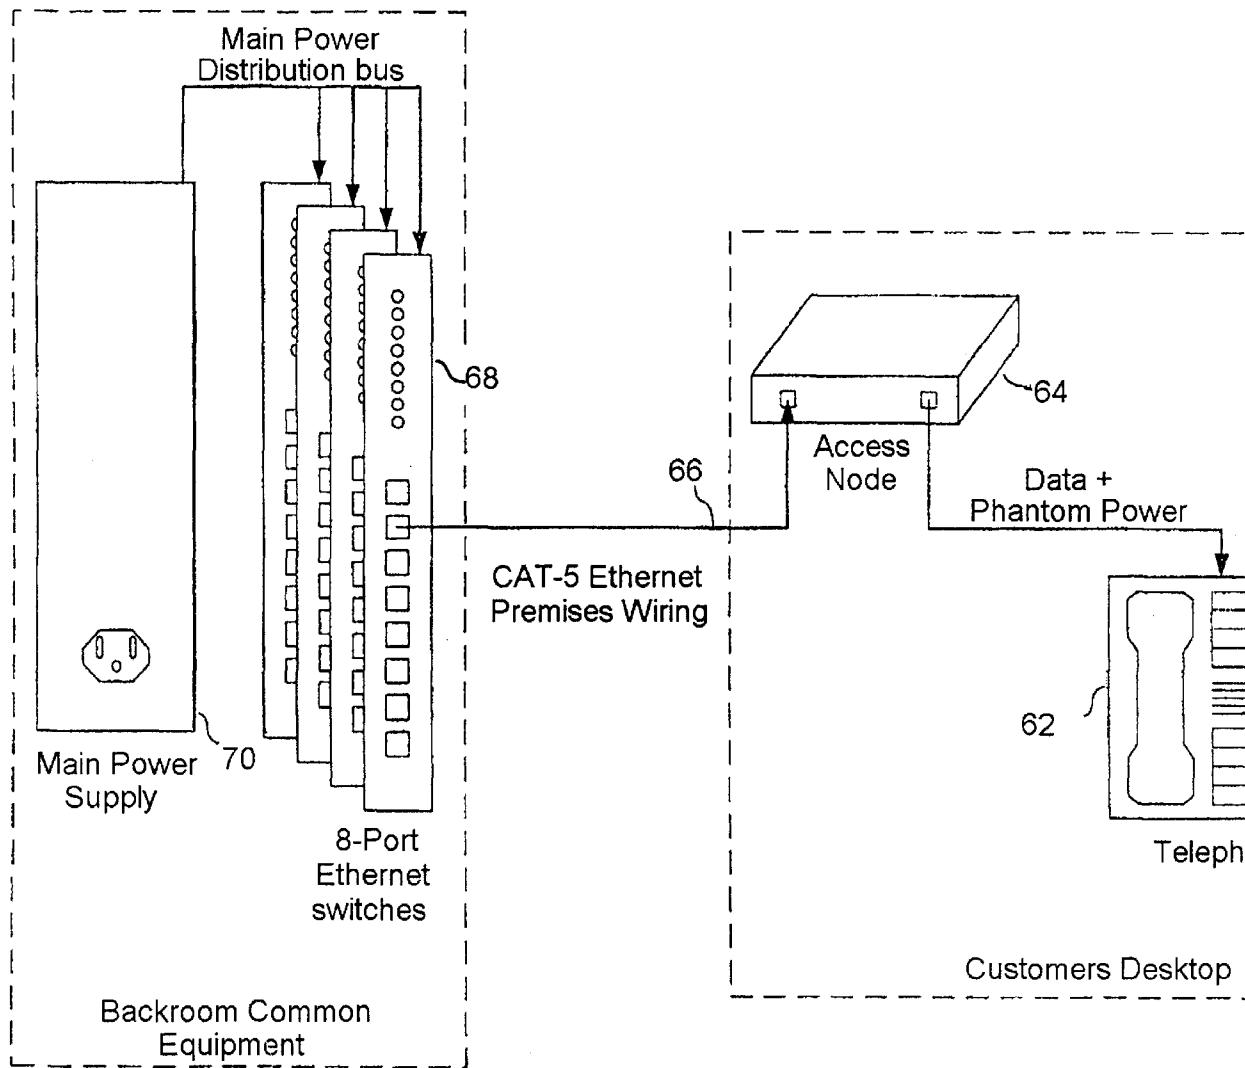 Main Power
Distribution bus
68
64
Access
Node
66
Data +
Phantom Power
CAT-5 Ethernet
Premises Wiring
62
70
Main Power
Supply
8-Port
Ethernet
switches
Teleph
Customers Desktop
Backroom Common
Equipment